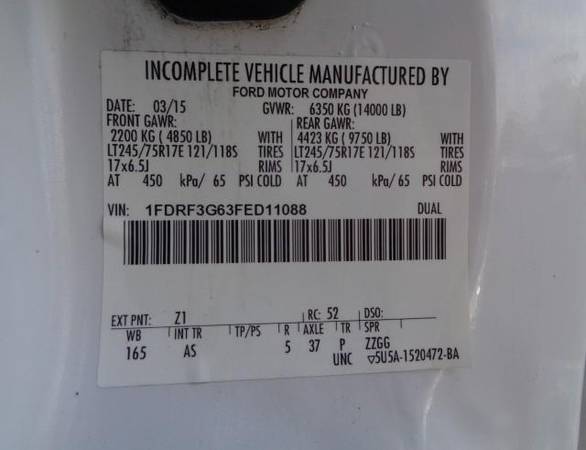 INCOMPLETE VEHICLE MANUFACTURED BY
FORD MOTOR COMPANY
DATE: 03/15 GVWR: 6350 KG (14000 LB)
FRONT GAWR: REAR GAWR:
2200 KG ( 4850 LB) WITH 4423 KG ( 9750 LB) WITH
LT245/75R17E 121/118S TIRES LT245/75R17E 121/118S TIRES
17x6.5J RIMS 17x6.5J RIMS
AT 450 kPa/ 65 PSI COLD AT 450 kPa/ 65 PSI COLD
VIN: 1FDRF3G63FED11088 DUAL
EXT PNT: Z1 RC: 52 DSO:
WB INT TR TP/PS R AXLE TR SPR
165 AS 5 37 P ZZGG
UNC ▽5U5A-1520472-BA